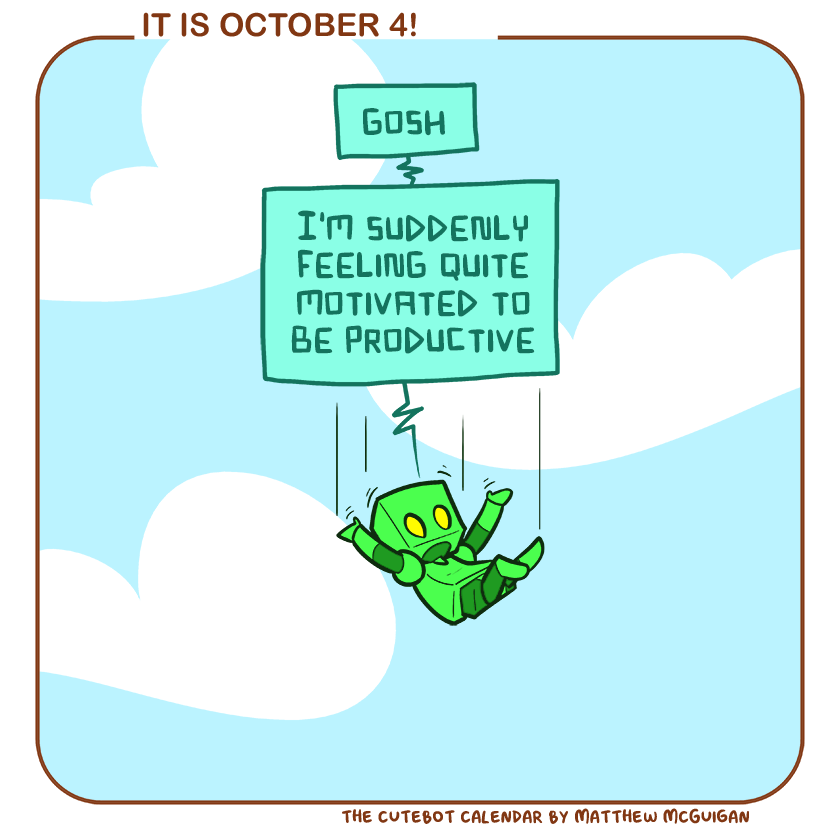 IT IS OCTOBER 4!
GOSH
I'M SUDDENLY
FEELING QUITE
MOTIVATED TO
BE PRODUCTIVE
THE CUTEBOT CALENDAR BY MATTHEW MCGUIGAN